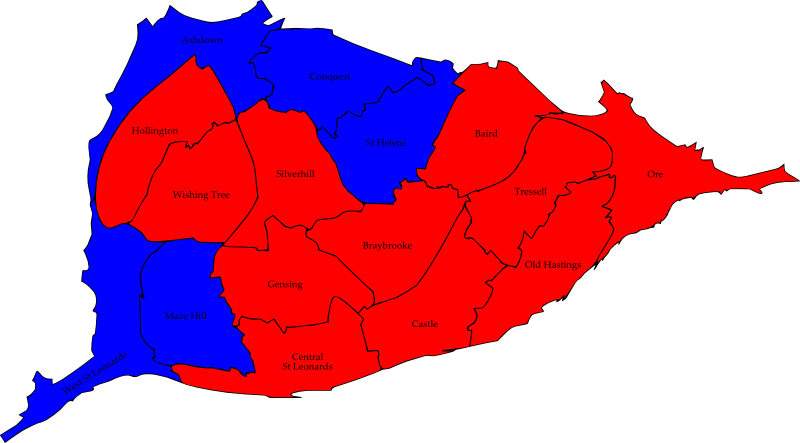 Ashdown
Conquest
Hollington
St Helens
Baird
Silverhill
Ore
Wishing Tree
Tressell
Braybrooke
Old Hastings
Gensing
Maze Hill
Castle
Central
St Leonards
West St Leonards